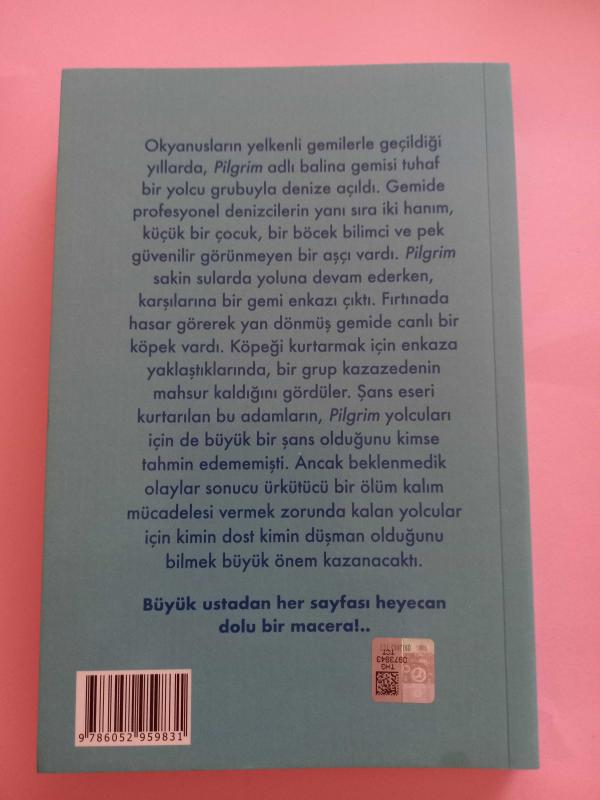 Okyanusların yelkenli gemilerle geçildiği
yıllarda, Pilgrim adlı balina gemisi tuhaf
bir yolcu grubuyla denize açıldı. Gemide
profesyonel denizcilerin yanı sıra iki hanım,
küçük bir çocuk, bir böcek bilimci ve pek
güvenilir görünmeyen bir aşçı vardı. Pilgrim
sakin sularda yoluna devam ederken,
karşılarına bir gemi enkazı çıktı. Fırtınada
hasar görerek yan dönmüş gemide canlı bir
köpek vardı. Köpeği kurtarmak için enkaza
yaklaştıklarında, bir grup kazazedenin
mahsur kaldığını gördüler. Şans eseri
kurtarılan bu adamların, Pilgrim yolcuları
için de büyük bir şans olduğunu kimse
tahmin edememişti. Ancak beklenmedik
olaylar sonucu ürkütücü bir ölüm kalım
mücadelesi vermek zorunda kalan yolcular
için kimin dost kimin düşman olduğunu
bilmek büyük önem kazanacaktı.
Büyük ustadan her sayfası heyecan
dolu bir macera!..
THG
TCT
0973943
9 786052 959831